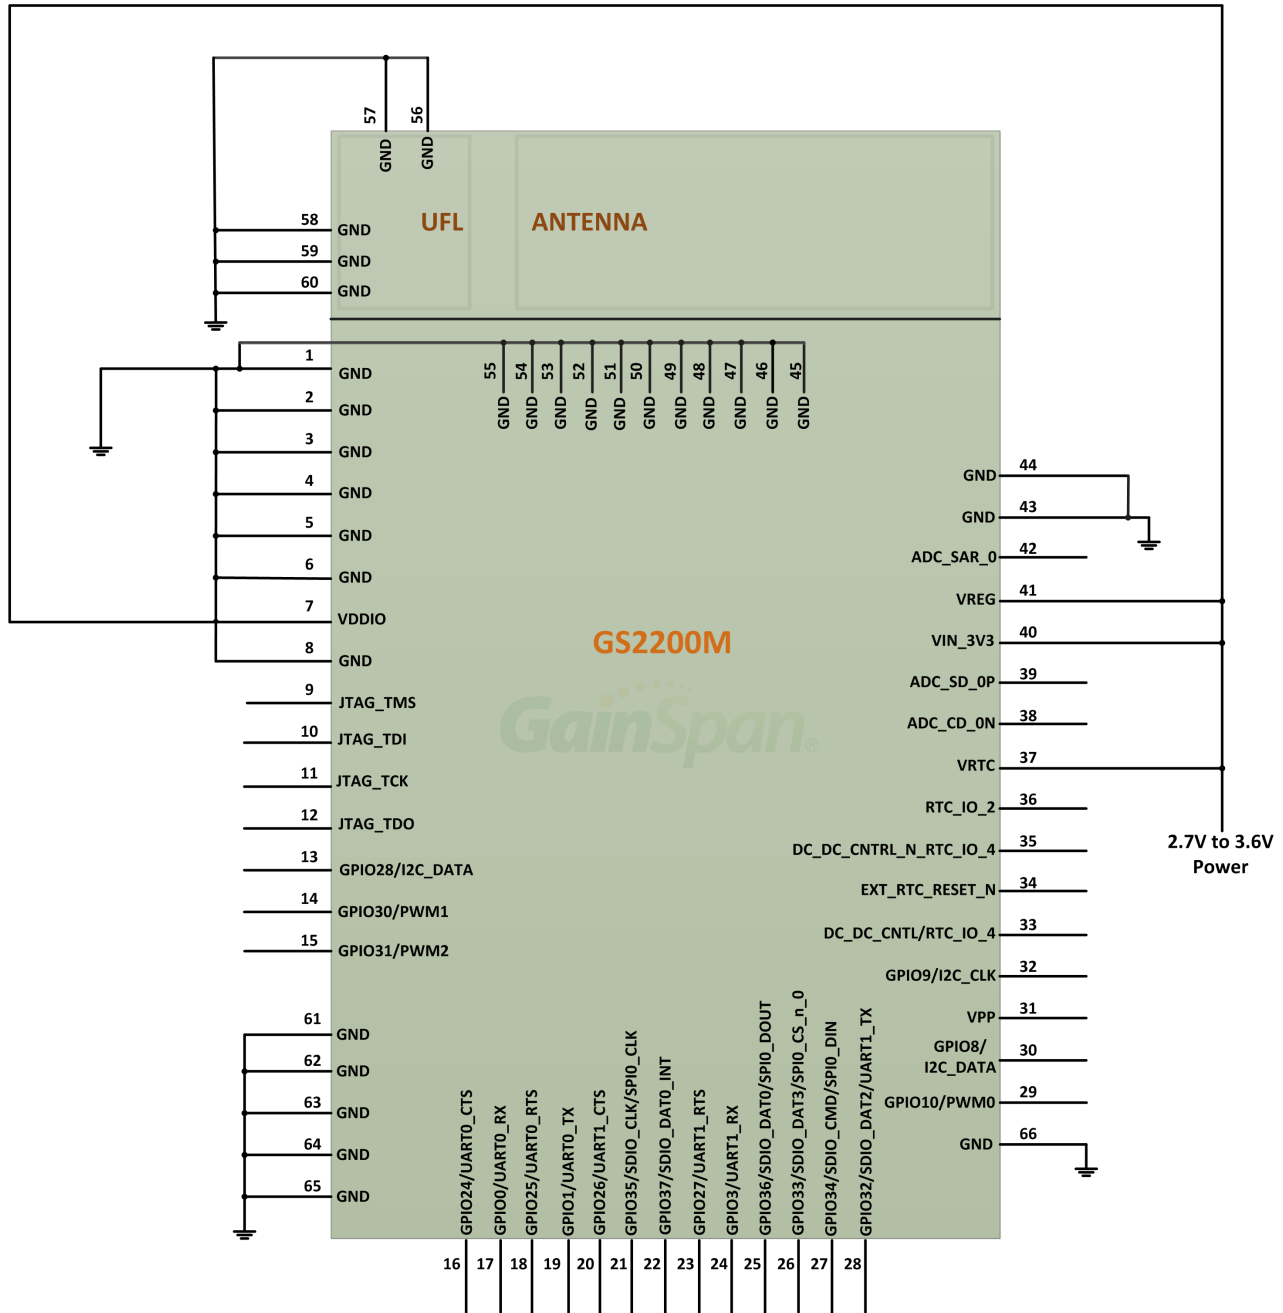 57
56
GND
GND
58
GND
UFL
ANTENNA
59
GND
60
GND
1
GND
55
54
53
52
51
50
49
48
47
46
45
GND
GND
GND
GND
GND
GND
GND
GND
GND
GND
GND
2
GND
3
GND
4
GND
5
GND
6
GND
7
VDDIO
8
GND
9
JTAG_TMS
10
JTAG_TDI
11
JTAG_TCK
12
JTAG_TDO
13
GPIO28/I2C_DATA
14
GPIO30/PWM1
15
GPIO31/PWM2
61
GND
62
GND
63
GND
64
GND
65
GND
GS2200M
GainSpan®
GND
44
GND
43
ADC_SAR_0
42
VREG
41
VIN_3V3
40
ADC_SD_0P
39
ADC_CD_0N
38
VRTC
37
RTC_IO_2
36
DC_DC_CNTRL_N_RTC_IO_4
35
EXT_RTC_RESET_N
34
DC_DC_CNTL/RTC_IO_4
33
GPIO9/I2C_CLK
32
VPP
31
GPIO8/
I2C_DATA
30
GPIO10/PWM0
29
GND
66
2.7V to 3.6V
Power
GPIO24/UART0_CTS
GPIO0/UART0_RX
GPIO25/UART0_RTS
GPIO1/UART0_TX
GPIO26/UART1_CTS
GPIO35/SDIO_CLK/SPI0_CLK
GPIO37/SDIO_DAT0_INT
GPIO27/UART1_RTS
GPIO3/UART1_RX
GPIO36/SDIO_DAT0/SPI0_DOUT
GPIO33/SDIO_DAT3/SPI0_CS_n_0
GPIO34/SDIO_CMD/SPI0_DIN
GPIO32/SDIO_DAT2/UART1_TX
16
17
18
19
20
21
22
23
24
25
26
27
28